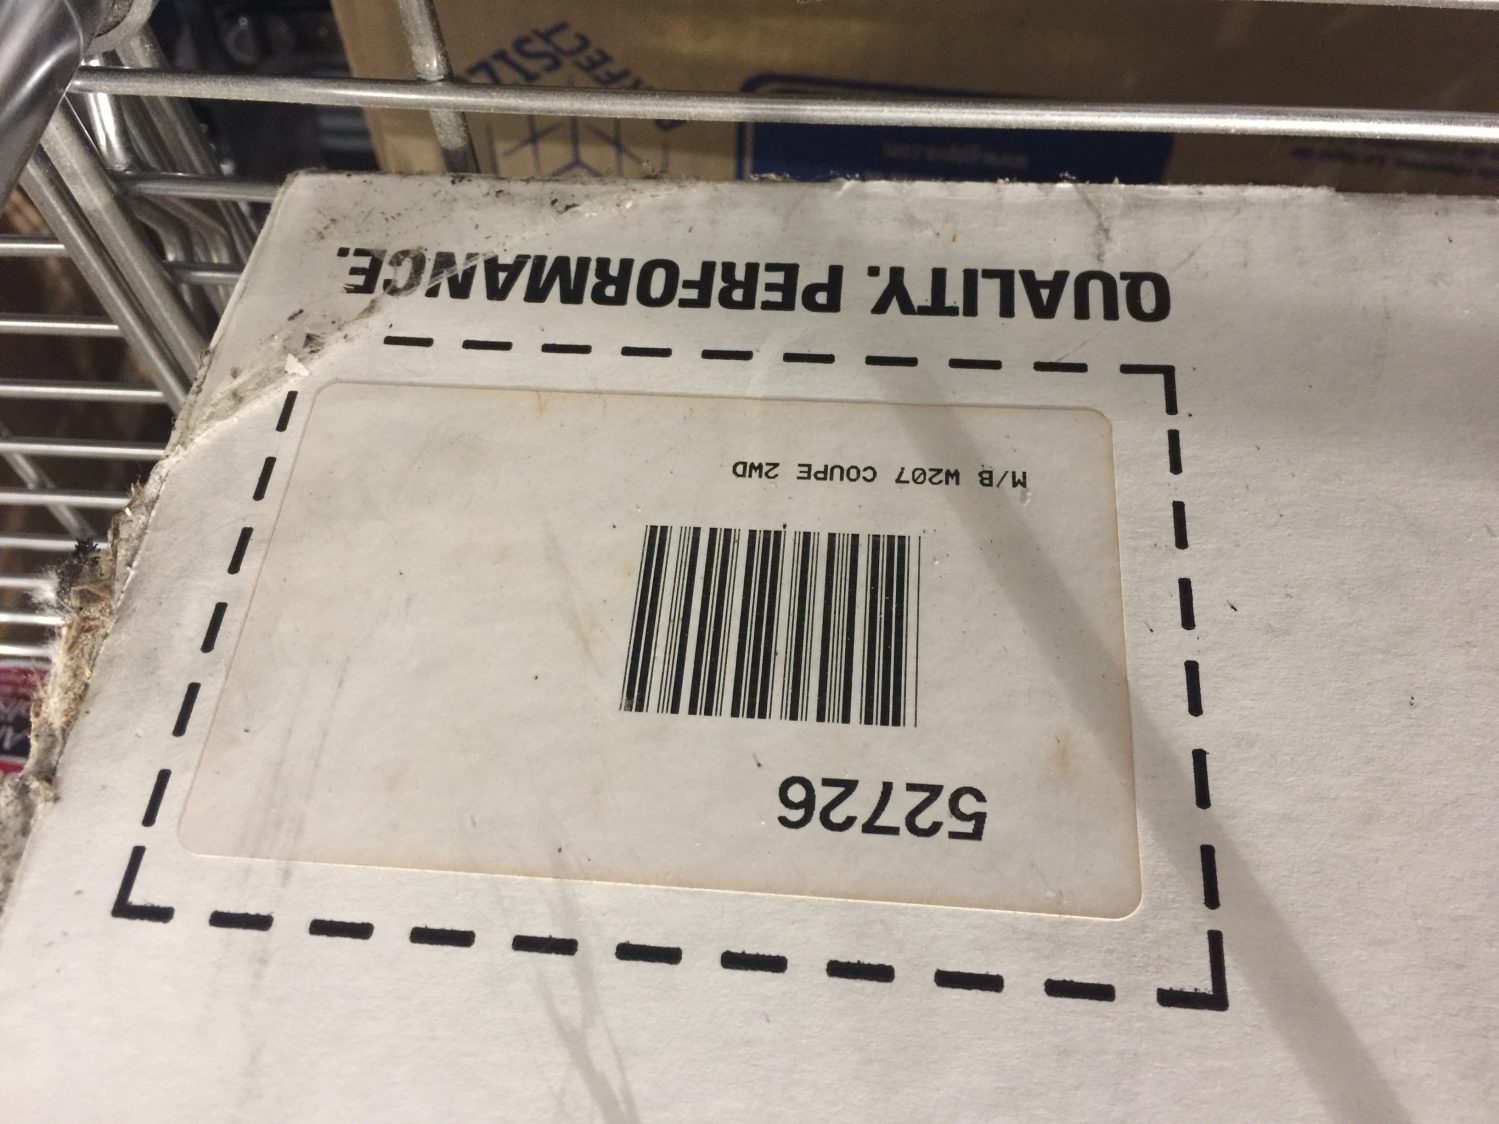 52726
M/B W207 COUPE 2WD
QUALITY. PERFORMANCE.